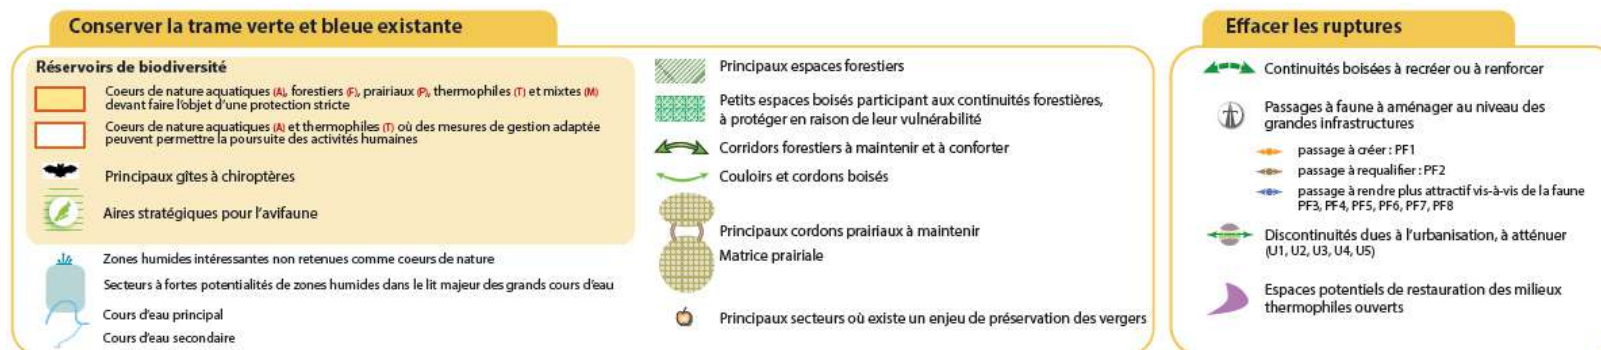 Conserver la trame verte et bleue existante
Réservoirs de biodiversité
Coeurs de nature aquatiques (A), forestiers (F), prairiaux (P), thermophiles (T) et mixtes (M)
devant faire l'objet d'une protection stricte
Coeurs de nature aquatiques (A) et thermophiles (T) où des mesures de gestion adaptée
peuvent permettre la poursuite des activités humaines
Principaux gîtes à chiroptères
Aires stratégiques pour l'avifaune
Zones humides intéressantes non retenues comme coeurs de nature
Secteurs à fortes potentialités de zones humides dans le lit majeur des grands cours d'eau
Cours d'eau principal
Cours d'eau secondaire
Principaux espaces forestiers
Petits espaces boisés participant aux continuités forestières,
à protéger en raison de leur vulnérabilité
Corridors forestiers à maintenir et à conforter
Couloirs et cordons boisés
Principaux cordons prairiaux à maintenir
Matrice prairiale
Principaux secteurs où existe un enjeu de préservation des vergers
Effacer les ruptures
Continuités boisées à recréer ou à renforcer
Passages à faune à aménager au niveau des
grandes infrastructures
passage à créer : PF1
passage à requalifier : PF2
passage à rendre plus attractif vis-à-vis de la faune
PF3, PF4, PF5, PF6, PF7, PF8
Discontinuités dues à l'urbanisation, à atténuer
(U1, U2, U3, U4, U5)
Espaces potentiels de restauration des milieux
thermophiles ouverts